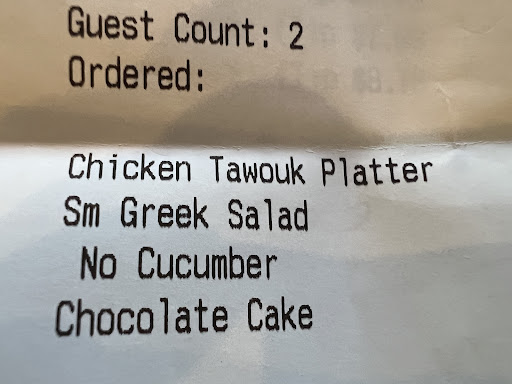 Guest Count: 2
Ordered:
Chicken Tawouk Platter
Sm Greek Salad
No Cucumber
Chocolate Cake